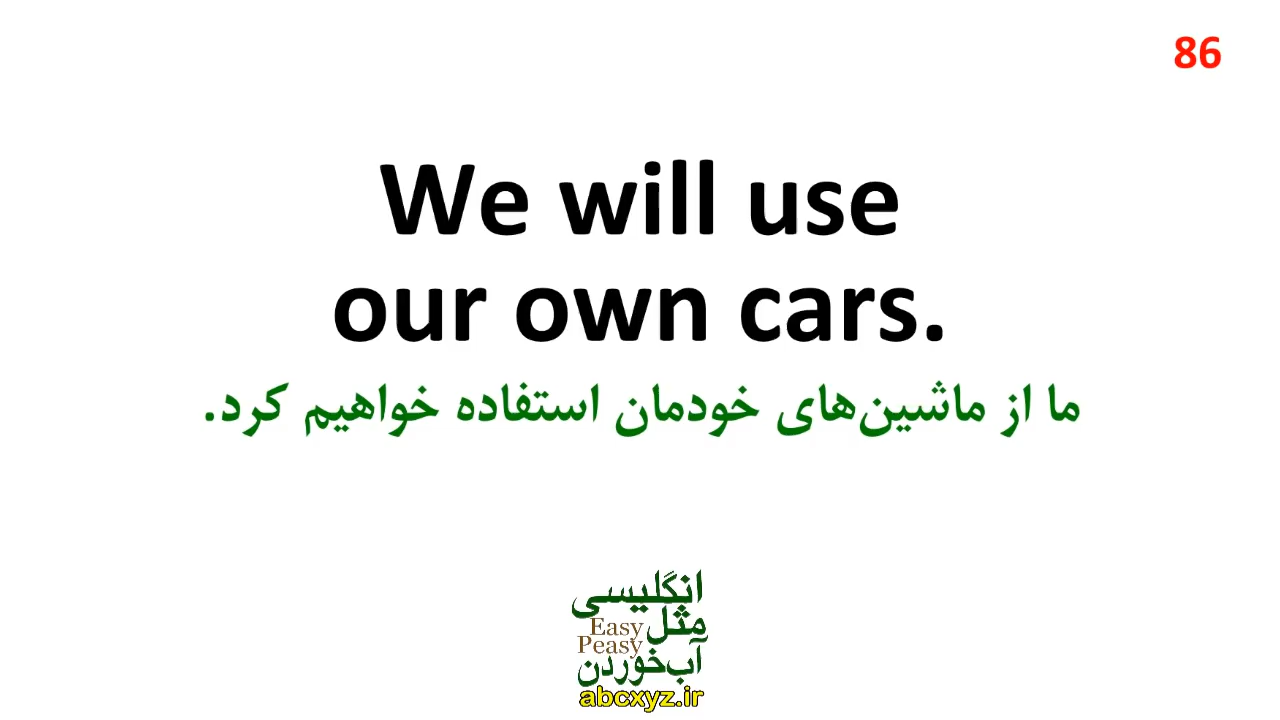 86
We will use
our own cars.
ما از ماشین‌های خودمان استفاده خواهیم کرد.
انگلیسی
مثل
Easy
Peasy
آب‌خوردن
abcxyz.ir